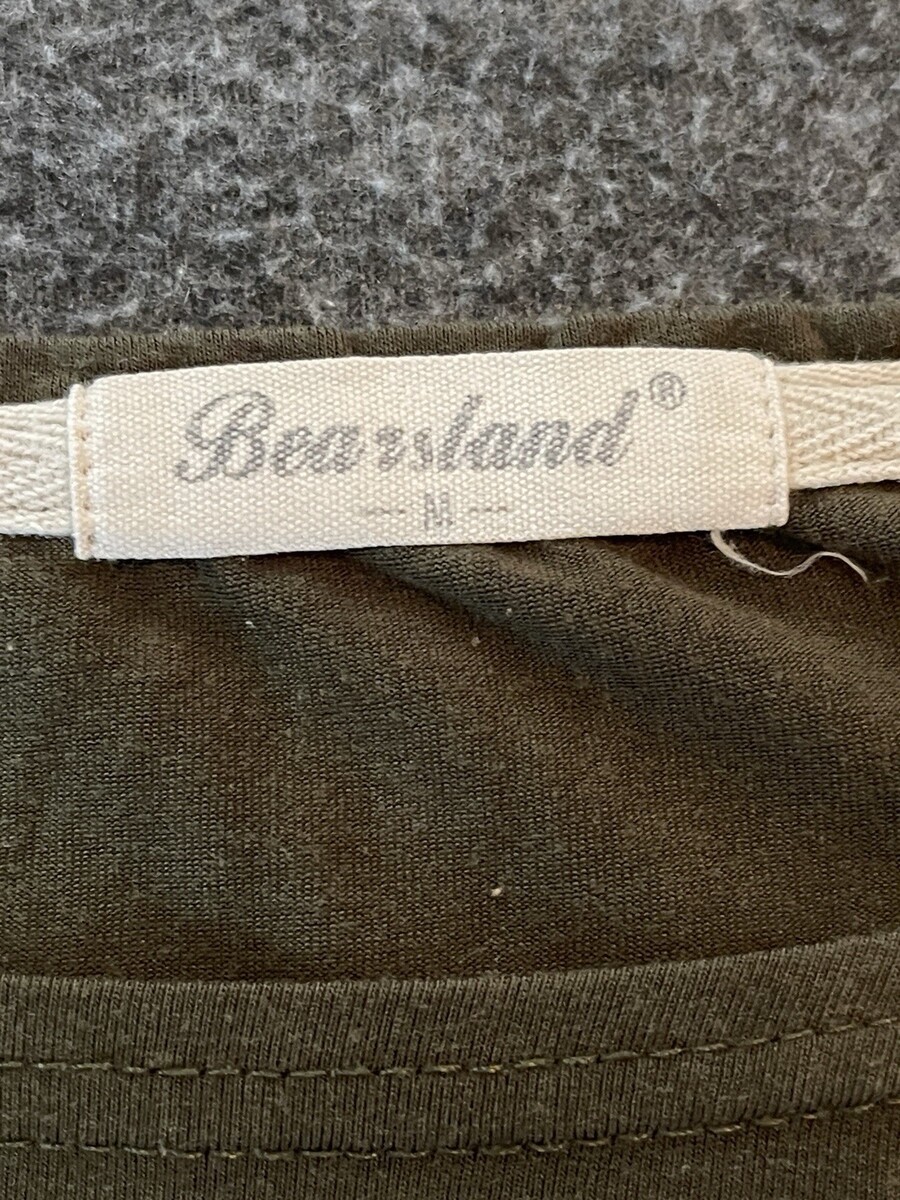 Bearsland®
— M —